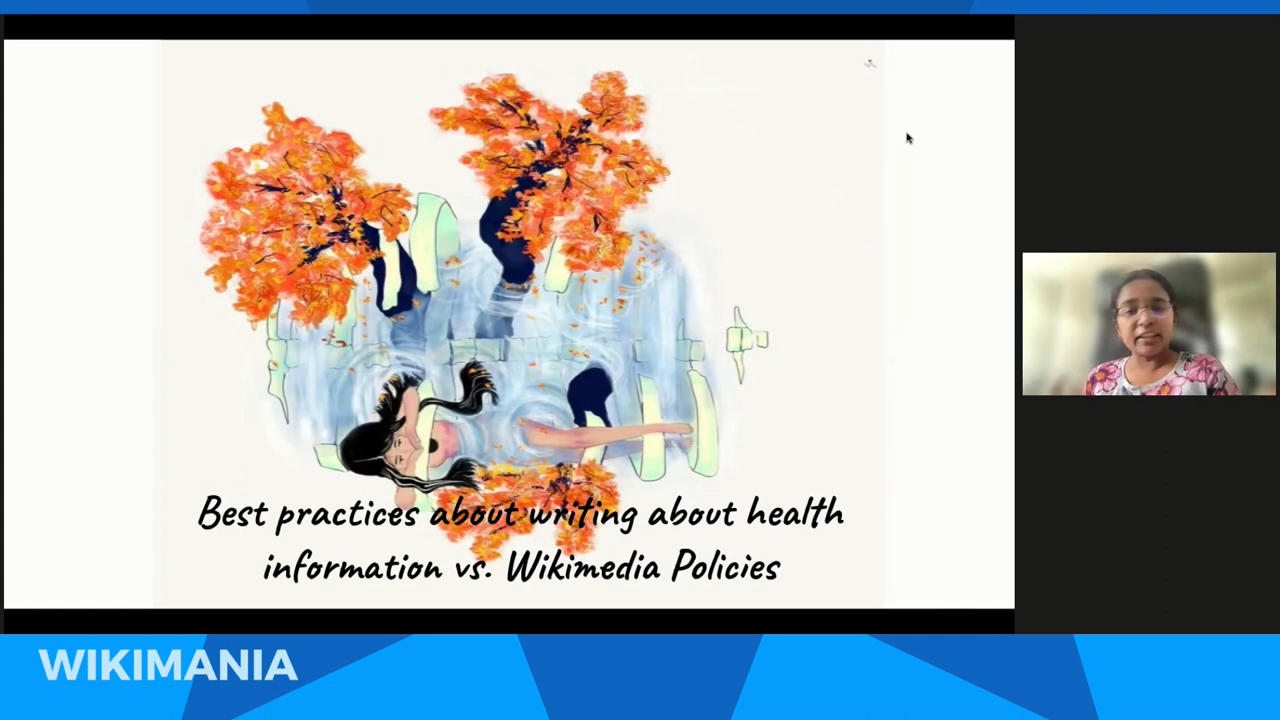 Best practices about writing about health
information vs. Wikimedia Policies
WIKIMANIA